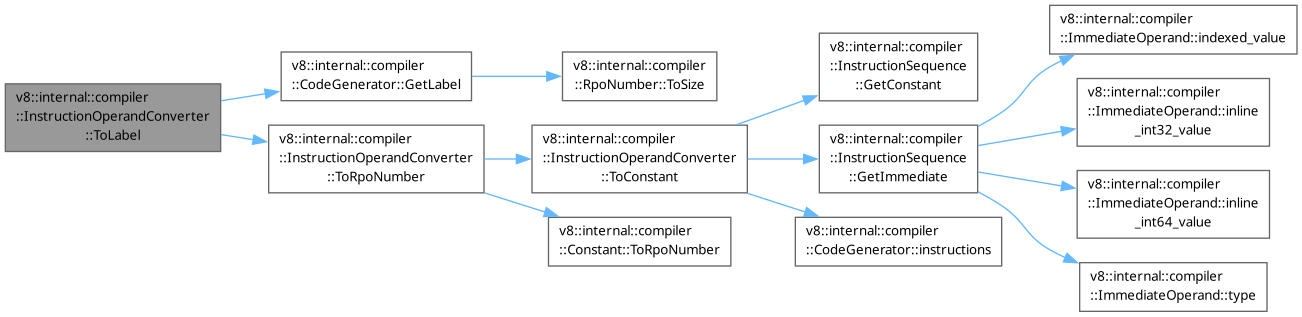 v8::internal::compiler
::InstructionOperandConverter
::ToLabel
v8::internal::compiler
::CodeGenerator::GetLabel
v8::internal::compiler
::RpoNumber::ToSize
v8::internal::compiler
::InstructionOperandConverter
::ToRpoNumber
v8::internal::compiler
::InstructionOperandConverter
::ToConstant
v8::internal::compiler
::Constant::ToRpoNumber
v8::internal::compiler
::InstructionSequence
::GetConstant
v8::internal::compiler
::InstructionSequence
::GetImmediate
v8::internal::compiler
::CodeGenerator::instructions
v8::internal::compiler
::ImmediateOperand::indexed_value
v8::internal::compiler
::ImmediateOperand::inline
_int32_value
v8::internal::compiler
::ImmediateOperand::inline
_int64_value
v8::internal::compiler
::ImmediateOperand::type